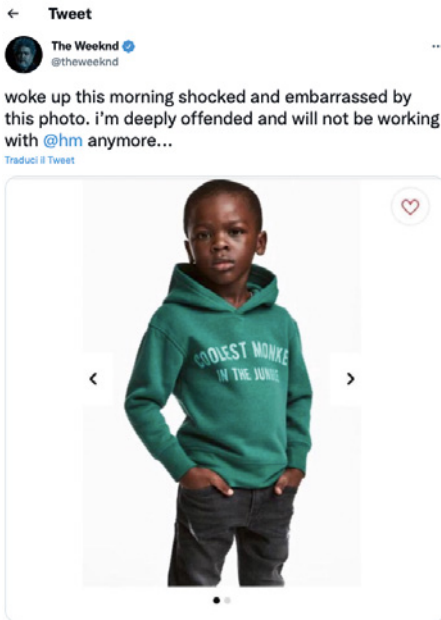 Tweet
The Weeknd
@theweeknd
woke up this morning shocked and embarrassed by
this photo. i'm deeply offended and will not be working
with @hm anymore...
Traduci il Tweet
COOLEST MONKE
IN THE JUNGLE